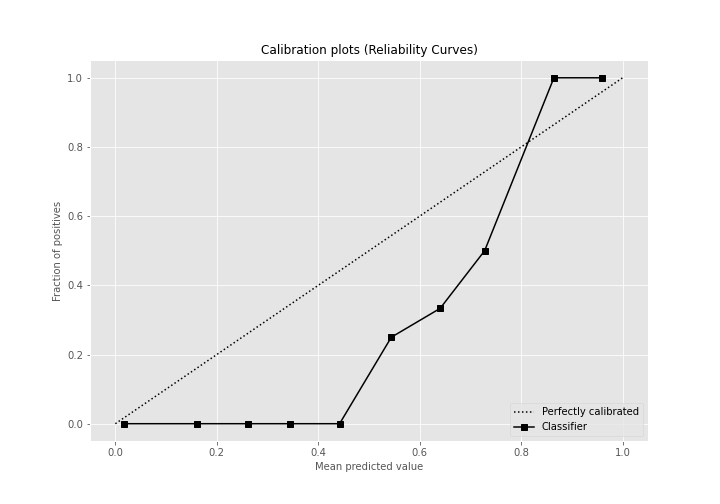 Calibration plots (Reliability Curves)
Fraction of positives
1.0
0.8
0.6
0.4
0.2
0.0
0.0 0.2 0.4 0.6 0.8 1.0
Mean predicted value
Perfectly calibrated
Classifier